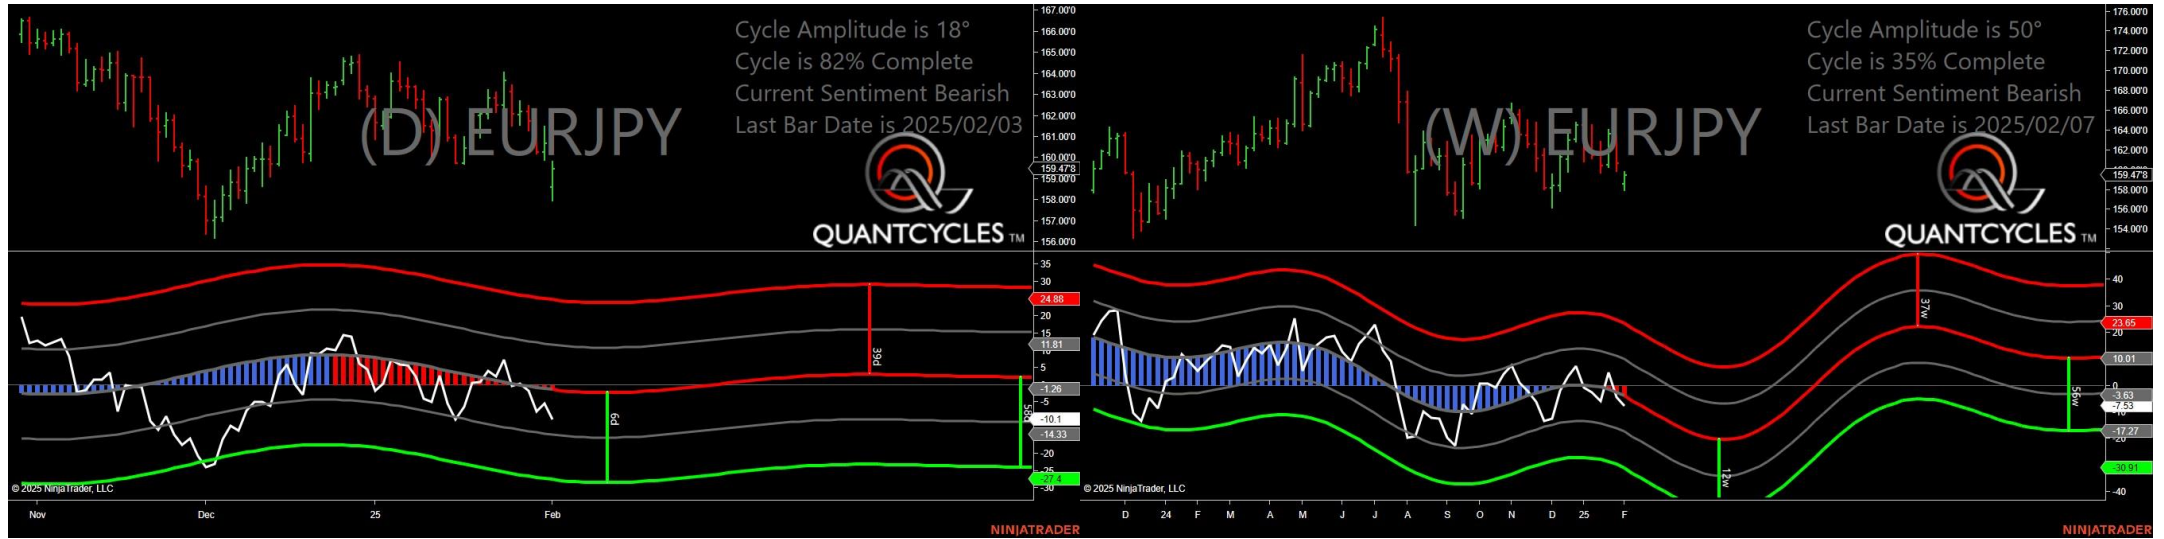 Cycle Amplitude is 18°
Cycle is 82% Complete
Current Sentiment Bearish
Last Bar Date is 2025/02/03
(D) EURJPY
QUANTCYCLES TM
167.00'0
166.00'0
165.00'0
164.00'0
163.00'0
162.00'0
161.00'0
160.00'0
159.47'8
159.00'0
158.00'0
157.00'0
156.00'0
35
30
24.88
20
15
11.81
10
5
-1.26
-5
-10.1
-14.33
-20
-25
-27.4
-30
39d
6d
58d
© 2025 NinjaTrader, LLC
Nov
Dec
25
Feb
NINJATRADER
Cycle Amplitude is 50°
Cycle is 35% Complete
Current Sentiment Bearish
Last Bar Date is 2025/02/07
(W) EURJPY
QUANTCYCLES TM
176.00'0
174.00'0
172.00'0
170.00'0
168.00'0
166.00'0
164.00'0
162.00'0
159.47'8
158.00'0
156.00'0
154.00'0
40
30
23.65
20
10.01
0
-3.63
-7.53
-17.27
-20
-30.91
-40
37w
12w
56w
© 2025 NinjaTrader, LLC
D
24
F
M
A
M
J
J
A
S
O
N
D
25
F
NINJATRADER